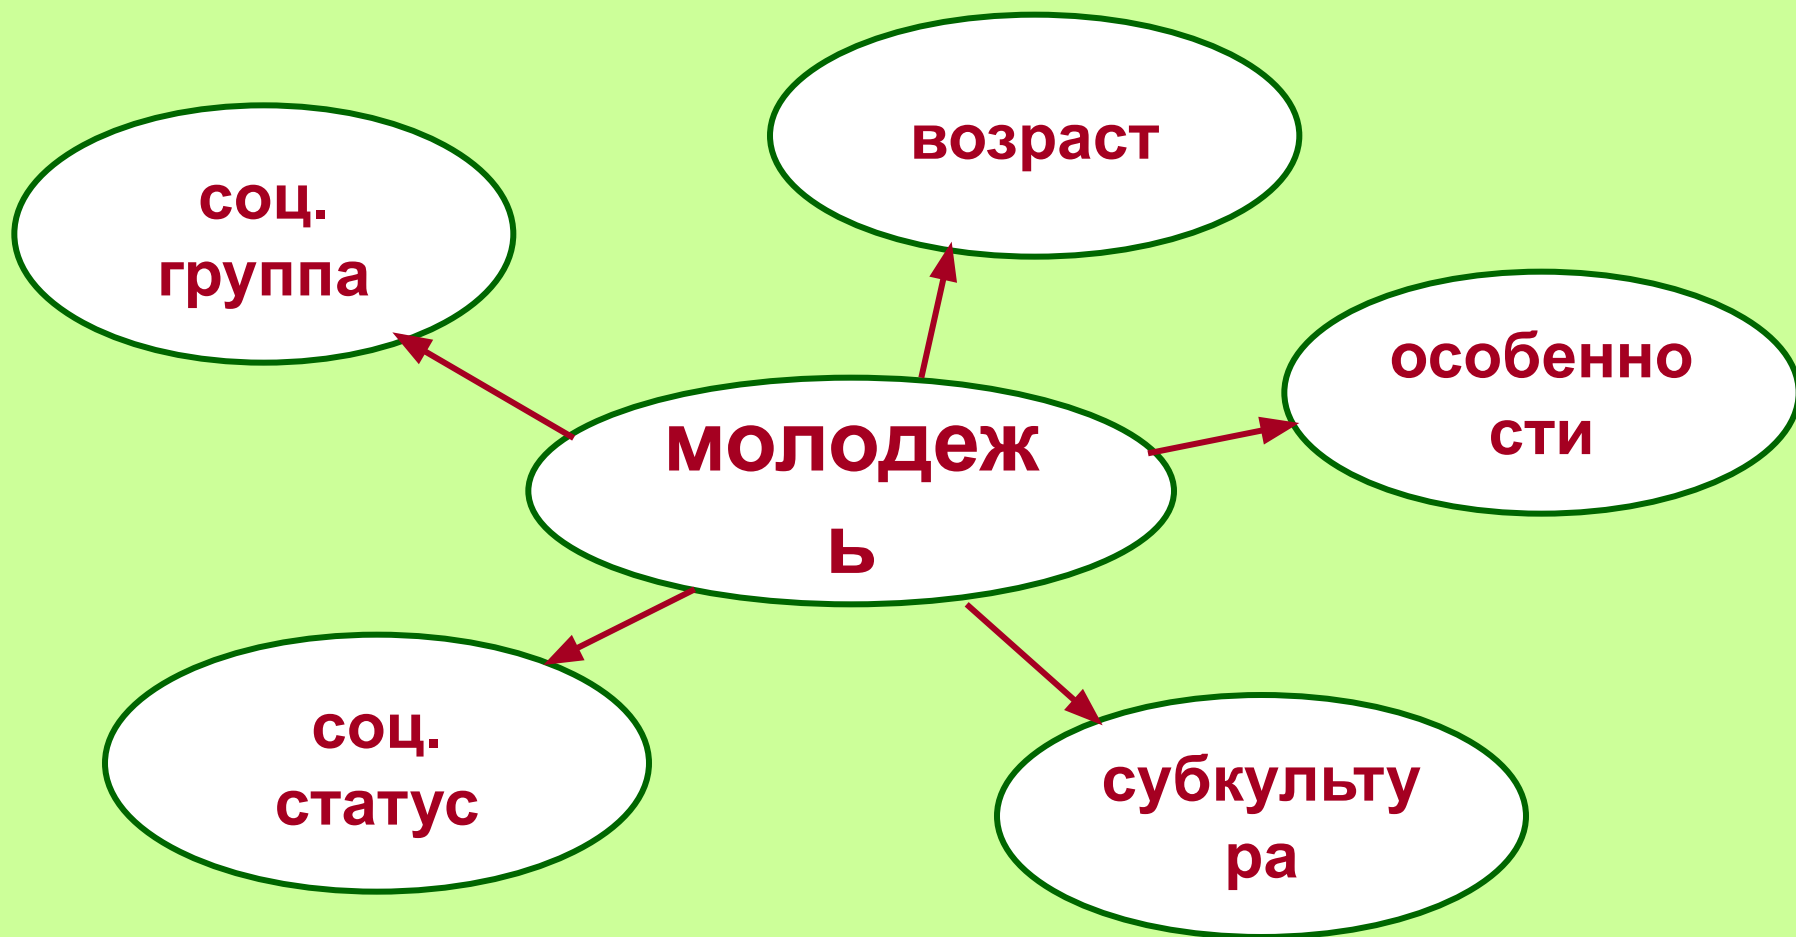 возраст
соц.
группа
особенно
сти
молодеж
ь
соц.
статус
субкульту
ра